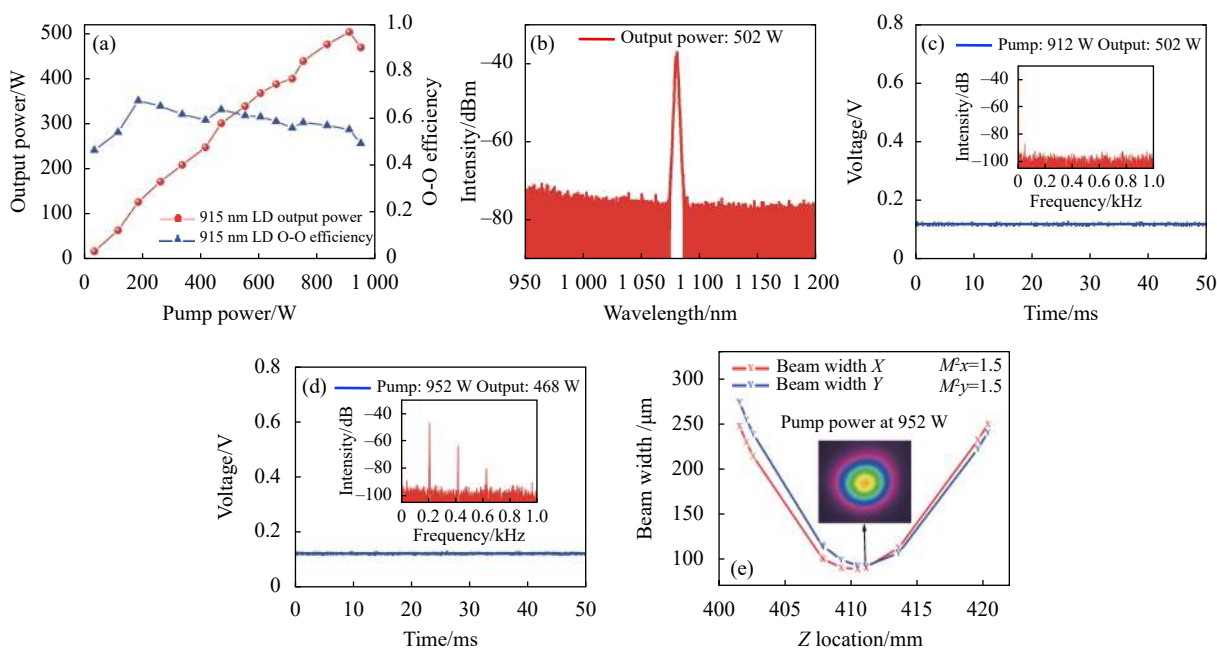 (a)
500
400
300
200
100
0
Output power/W
1.0
0.8
0.6
0.4
0.2
0
O-O efficiency
915 nm LD output power
915 nm LD O-O efficiency
0 200 400 600 800 1 000
Pump power/W
(b)
Output power: 502 W
−40
−60
−80
Intensity/dBm
950 1 000 1 050 1 100 1 150 1 200
Wavelength/nm
(c)
Pump: 912 W Output: 502 W
0.8
0.6
0.4
0.2
0
Voltage/V
−40
−60
−80
−100
Intensity/dB
0 0.2 0.4 0.6 0.8 1.0
Frequency/kHz
0 10 20 30 40 50
Time/ms
(d)
Pump: 952 W Output: 468 W
0.8
0.6
0.4
0.2
0
Voltage/V
−40
−60
−80
−100
Intensity/dB
0 0.2 0.4 0.6 0.8 1.0
Frequency/kHz
0 10 20 30 40 50
Time/ms
Beam width X M²x=1.5
Beam width Y M²y=1.5
Pump power at 952 W
300
250
200
150
100
Beam width /μm
(e)
400 405 410 415 420
Z location/mm